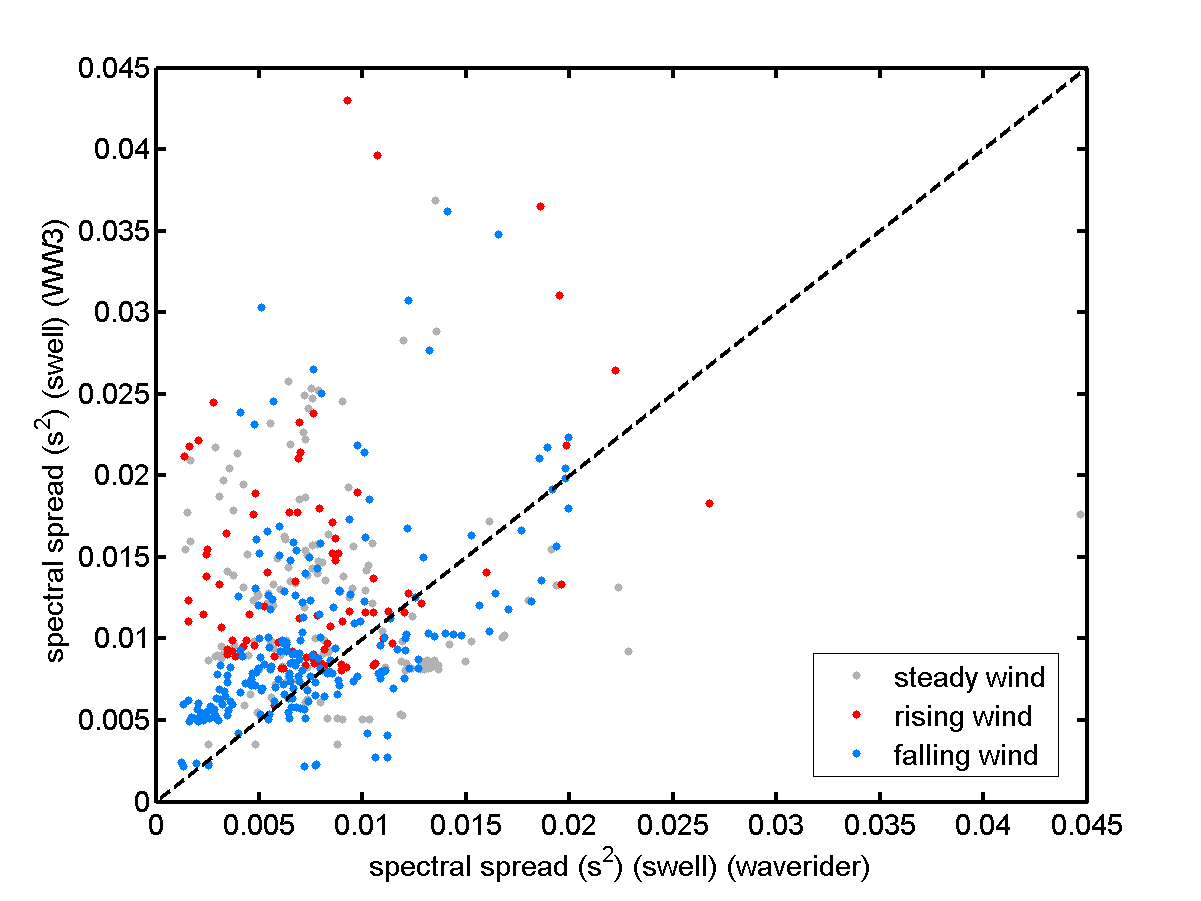 0.045
0.04
0.035
0.03
0.025
0.02
0.015
0.01
0.005
0
spectral spread (s²) (swell) (WW3)
steady wind
rising wind
falling wind
0 0.005 0.01 0.015 0.02 0.025 0.03 0.035 0.04 0.045
spectral spread (s²) (swell) (waverider)